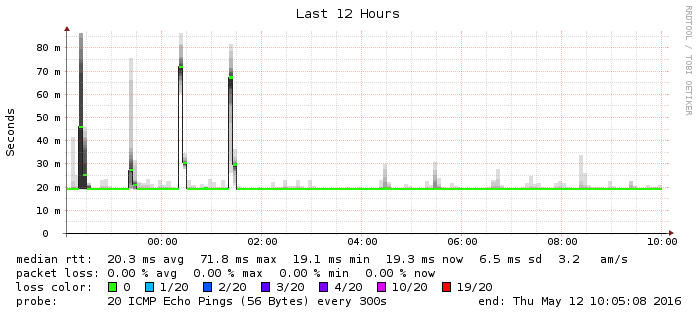 Last 12 Hours
RRDTOOL / TOBI OETIKER
Seconds
80 m
70 m
60 m
50 m
40 m
30 m
20 m
10 m
0
00:00 02:00 04:00 06:00 08:00 10:00
median rtt: 20.3 ms avg 71.8 ms max 19.1 ms min 19.3 ms now 6.5 ms sd 3.2 am/s
packet loss: 0.00 % avg 0.00 % max 0.00 % min 0.00 % now
loss color: 0 1/20 2/20 3/20 4/20 10/20 19/20
probe: 20 ICMP Echo Pings (56 Bytes) every 300s end: Thu May 12 10:05:08 2016